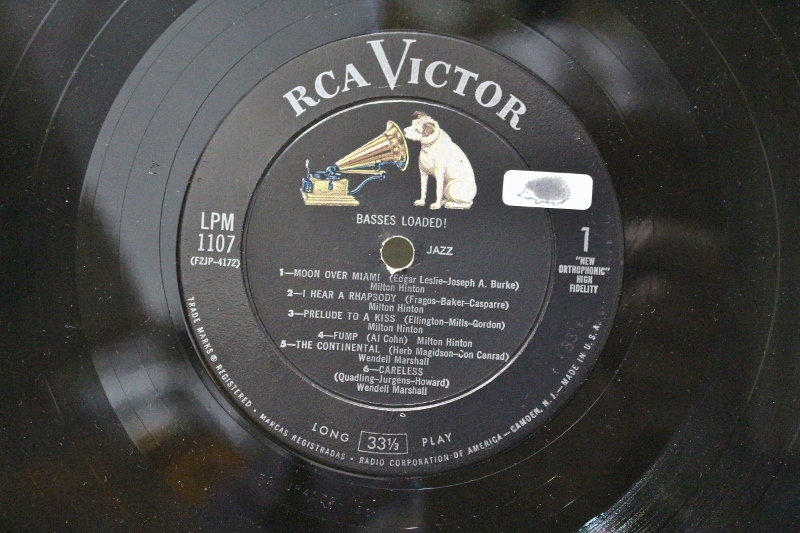 RCA VICTOR
BASSES LOADED!
LPM
1107
(F2JP-4172)
JAZZ
1
"NEW
ORTHOPHONIC"
HIGH
FIDELITY
1—MOON OVER MIAMI (Edgar Leslie–Joseph A. Burke)
Milton Hinton
2—I HEAR A RHAPSODY (Fragos–Baker–Casparre)
Milton Hinton
3—PRELUDE TO A KISS (Ellington–Mills–Gordon)
Milton Hinton
4—FUMP (Al Cohn) Milton Hinton
5—THE CONTINENTAL (Herb Magidson–Con Conrad)
Wendell Marshall
6—CARELESS
(Quadling–Jurgens–Howard)
Wendell Marshall
LONG 33⅓ PLAY
TRADE MARKS ® REGISTERED • MARCAS REGISTRADAS • RADIO CORPORATION OF AMERICA—CAMDEN, N. J.—MADE IN U. S. A.